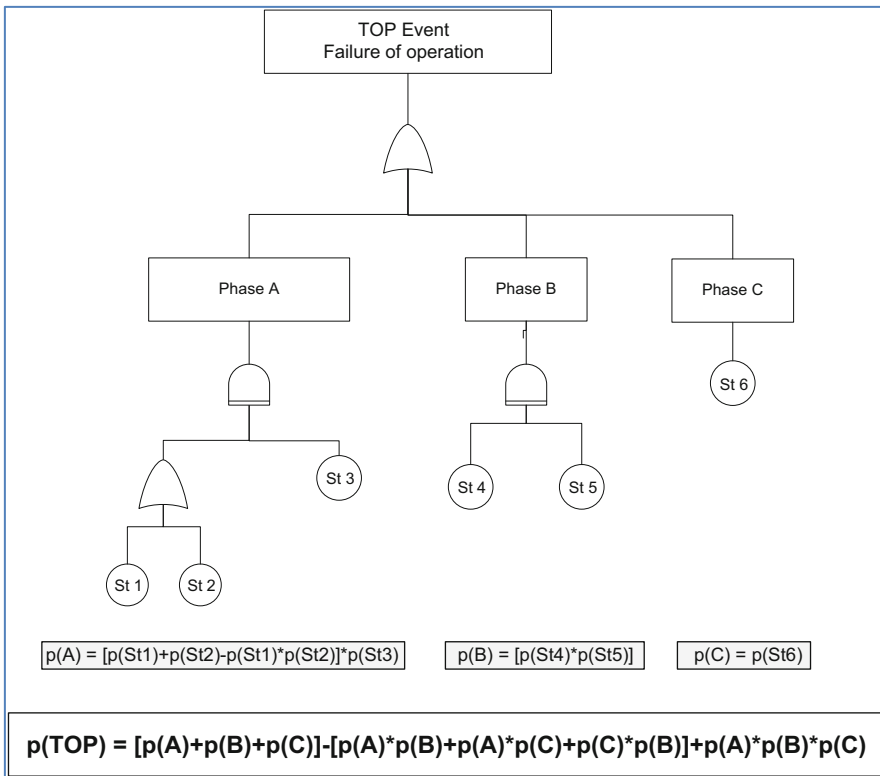 TOP Event
Failure of operation
Phase A
Phase B
Phase C
St 6
St 3
St 4
St 5
St 1
St 2
p(A) = [p(St1)+p(St2)-p(St1)*p(St2)]*p(St3)
p(B) = [p(St4)*p(St5)]
p(C) = p(St6)
p(TOP) = [p(A)+p(B)+p(C)]-[p(A)*p(B)+p(A)*p(C)+p(C)*p(B)]+p(A)*p(B)*p(C)